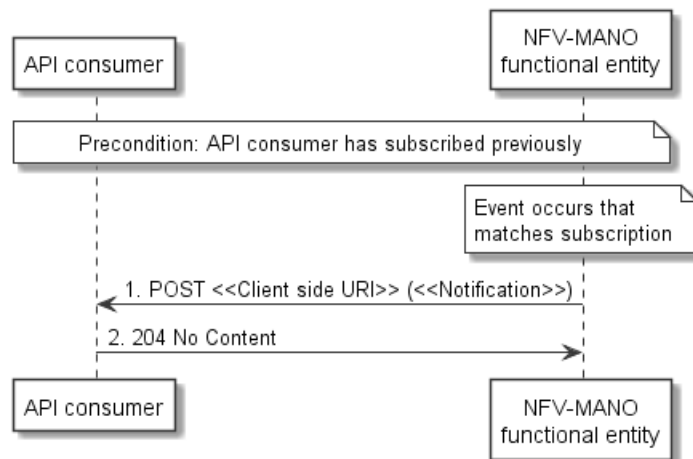 API consumer
NFV-MANO
functional entity
Precondition: API consumer has subscribed previously
Event occurs that
matches subscription
1. POST <<Client side URI>> (<<Notification>>)
2. 204 No Content
API consumer
NFV-MANO
functional entity